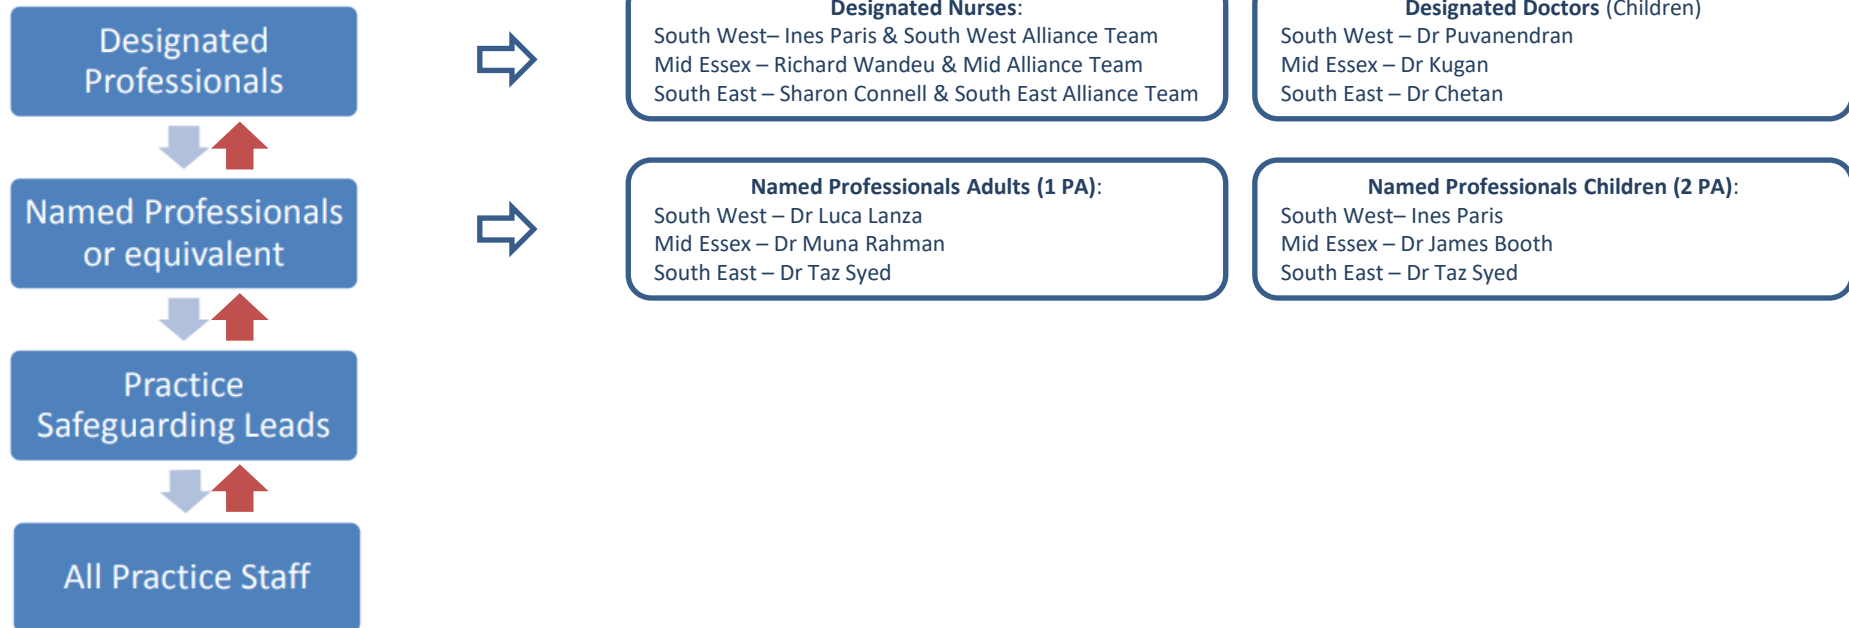 Designated
Professionals
Designated Nurses:
South West– Ines Paris & South West Alliance Team
Mid Essex – Richard Wandeu & Mid Alliance Team
South East – Sharon Connell & South East Alliance Team
Designated Doctors (Children)
South West – Dr Puvanendran
Mid Essex – Dr Kugan
South East – Dr Chetan
Named Professionals
or equivalent
Named Professionals Adults (1 PA):
South West – Dr Luca Lanza
Mid Essex – Dr Muna Rahman
South East – Dr Taz Syed
Named Professionals Children (2 PA):
South West– Ines Paris
Mid Essex – Dr James Booth
South East – Dr Taz Syed
Practice
Safeguarding Leads
All Practice Staff